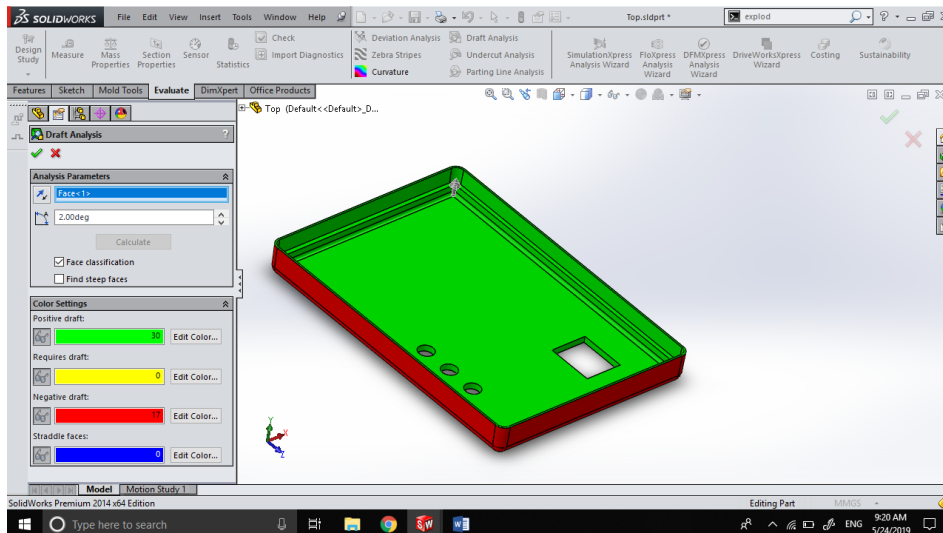 SOLIDWORKS File Edit View Insert Tools Window Help Top.sldprt * explod
Design Study Measure Mass Properties Section Properties Sensor Statistics Check Import Diagnostics Deviation Analysis Zebra Stripes Curvature Draft Analysis Undercut Analysis Parting Line Analysis SimulationXpress Analysis Wizard FloXpress Analysis Wizard DFMXpress Analysis Wizard DriveWorksXpress Wizard Costing Sustainability
Features Sketch Mold Tools Evaluate DimXpert Office Products
Top (Default<<Default>_D...
Draft Analysis ?
Analysis Parameters
Face<1>
2.00deg
Calculate
Face classification
Find steep faces
Color Settings
Positive draft:
30 Edit Color...
Requires draft:
0 Edit Color...
Negative draft:
17 Edit Color...
Straddle faces:
0 Edit Color...
Y
X
Z
Model Motion Study 1
SolidWorks Premium 2014 x64 Edition Editing Part MMGS -
Type here to search ENG 9:20 AM
5/24/2019